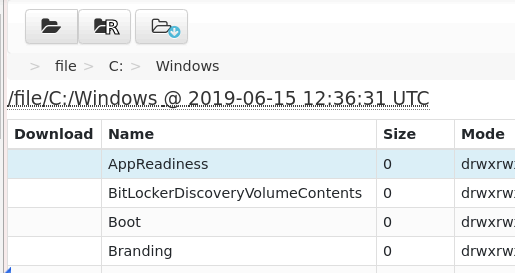 R
> file > C: > Windows
/file/C:/Windows @ 2019-06-15 12:36:31 UTC
Download Name Size Mode
AppReadiness 0 drwxrw
BitLockerDiscoveryVolumeContents 0 drwxrw
Boot 0 drwxrw
Branding 0 drwxrw